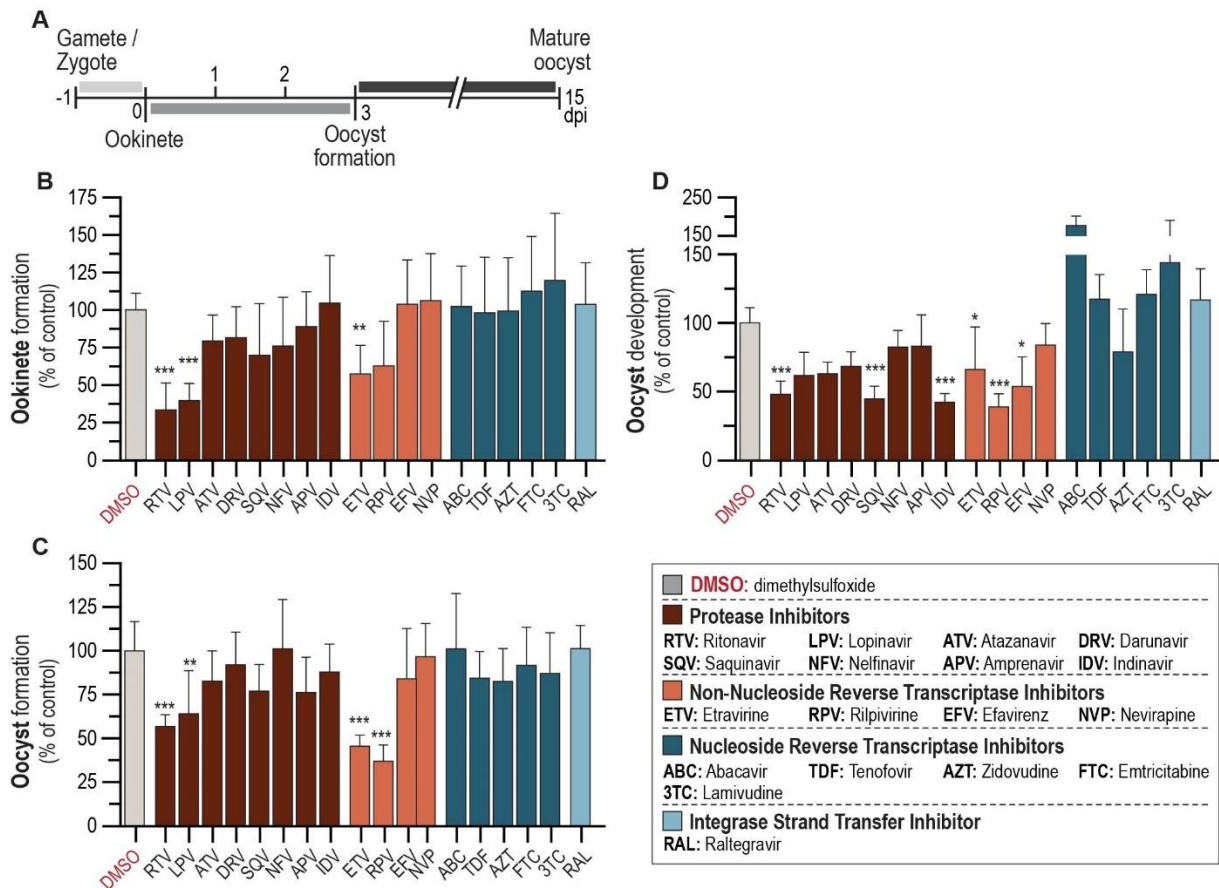 A
Gamete /
Zygote
Mature
oocyst
1
2
-1
0
3
15
dpi
Ookinete
Oocyst
formation
B
Ookinete formation
(% of control)
175
150
125
100
75
50
25
0
***
***
**
DMSO RTV LPV ATV DRV SQV NFV APV IDV ETV RPV EFV NVP ABC TDF AZT FTC 3TC RAL
D
Oocyst development
(% of control)
250
150
150
100
50
0
***
***
***
*
***
*
DMSO RTV LPV ATV DRV SQV NFV APV IDV ETV RPV EFV NVP ABC TDF AZT FTC 3TC RAL
C
Oocyst formation
(% of control)
150
125
100
75
50
25
0
***
**
***
***
DMSO RTV LPV ATV DRV SQV NFV APV IDV ETV RPV EFV NVP ABC TDF AZT FTC 3TC RAL
DMSO: dimethylsulfoxide
Protease Inhibitors
RTV: Ritonavir LPV: Lopinavir ATV: Atazanavir DRV: Darunavir
SQV: Saquinavir NFV: Nelfinavir APV: Amprenavir IDV: Indinavir
Non-Nucleoside Reverse Transcriptase Inhibitors
ETV: Etravirine RPV: Rilpivirine EFV: Efavirenz NVP: Nevirapine
Nucleoside Reverse Transcriptase Inhibitors
ABC: Abacavir TDF: Tenofovir AZT: Zidovudine FTC: Emtricitabine
3TC: Lamivudine
Integrase Strand Transfer Inhibitor
RAL: Raltegravir